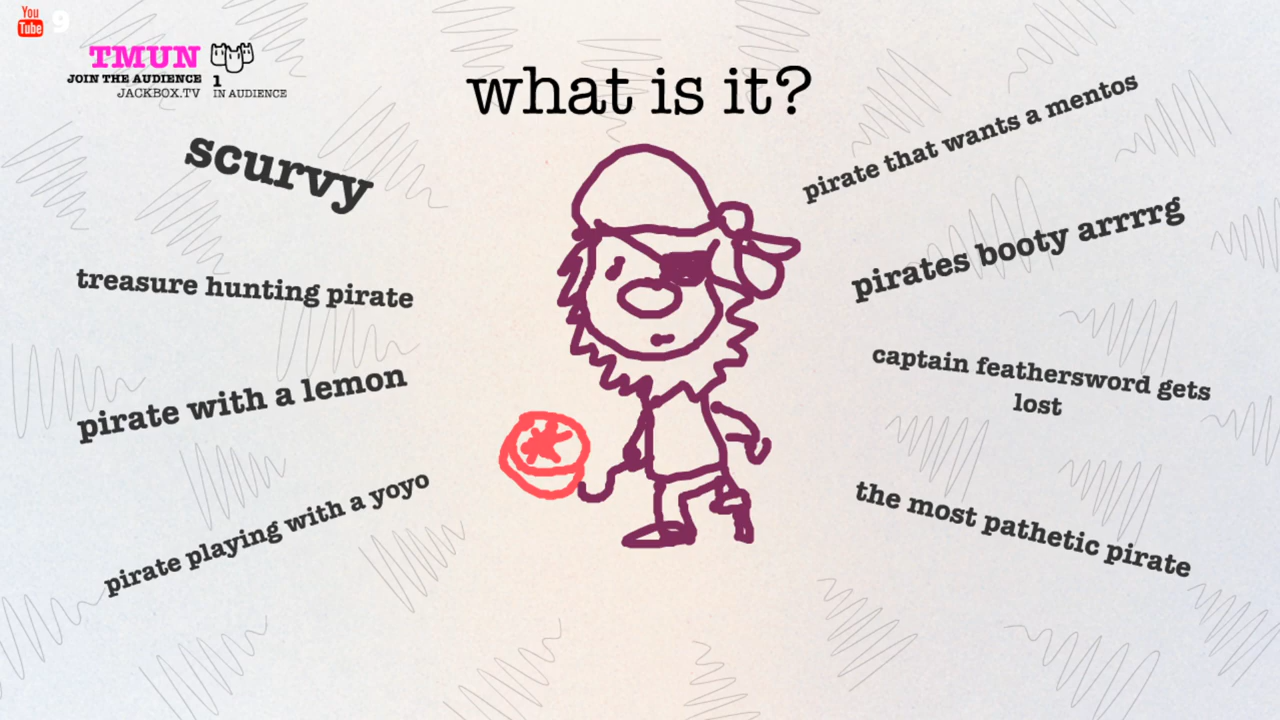 You
Tube
9
TMUN
JOIN THE AUDIENCE
JACKBOX.TV
1
IN AUDIENCE
what is it?
scurvy
treasure hunting pirate
pirate with a lemon
pirate playing with a yoyo
pirate that wants a mentos
pirates booty arrrrg
captain feathersword gets
lost
the most pathetic pirate